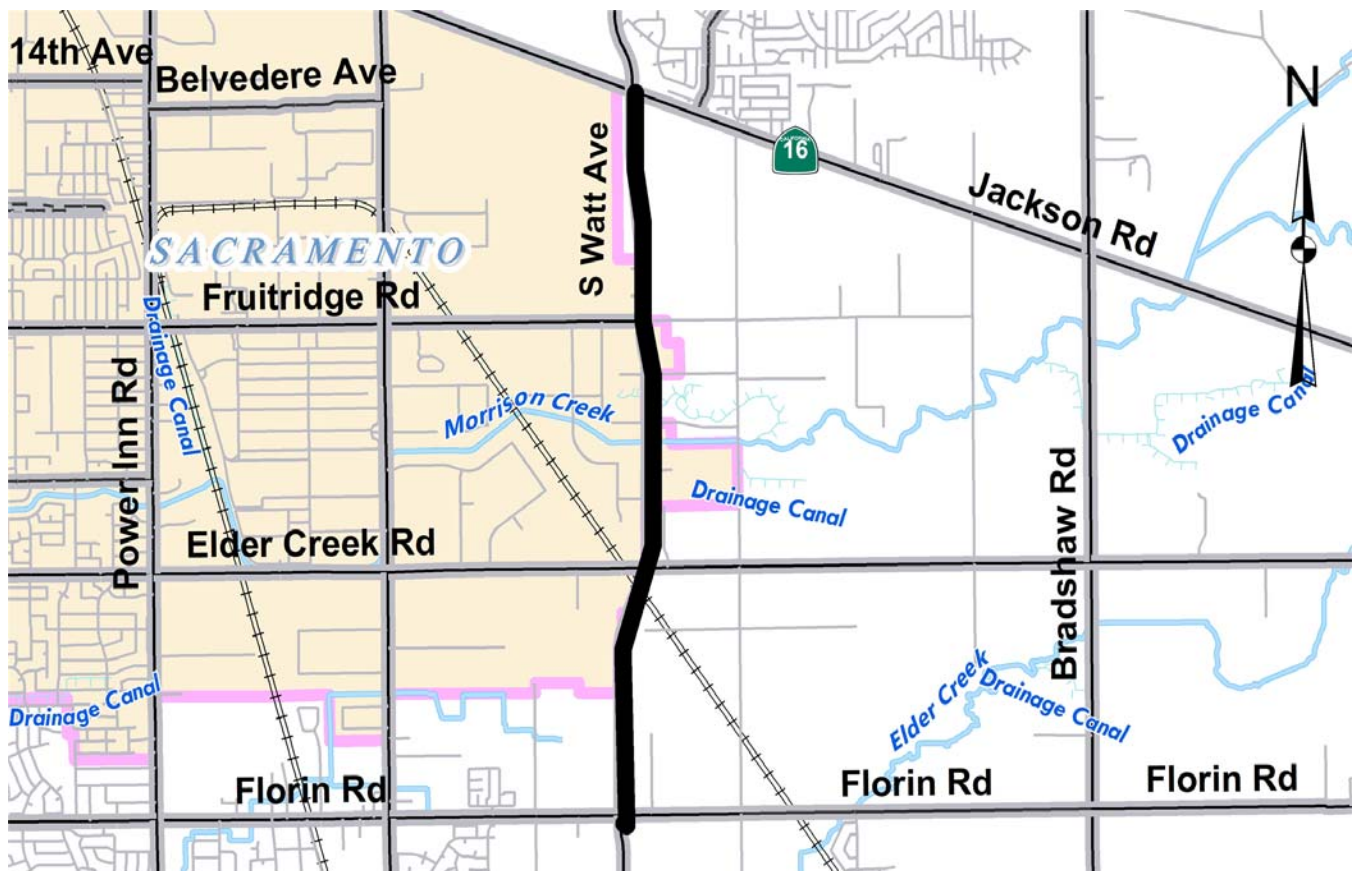 14th Ave
Belvedere Ave
N
S Watt Ave
CALIFORNIA
16
Jackson Rd
SACRAMENTO
Fruitridge Rd
Drainage Canal
Power Inn Rd
Morrison Creek
Drainage Canal
Drainage Canal
Bradshaw Rd
Elder Creek Rd
Elder Creek
Drainage Canal
Drainage Canal
Florin Rd
Florin Rd
Florin Rd